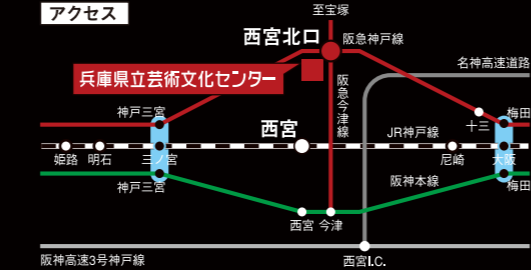 アクセス
至宝塚
西宮北口
阪急神戸線
名神高速道路
兵庫県立芸術文化センター
阪急今津線
神戸三宮
十三
梅田
西宮
JR神戸線
姫路
明石
三ノ宮
尼崎
大阪
神戸三宮
阪神本線
梅田
西宮
今津
阪神高速3号神戸線
西宮I.C.